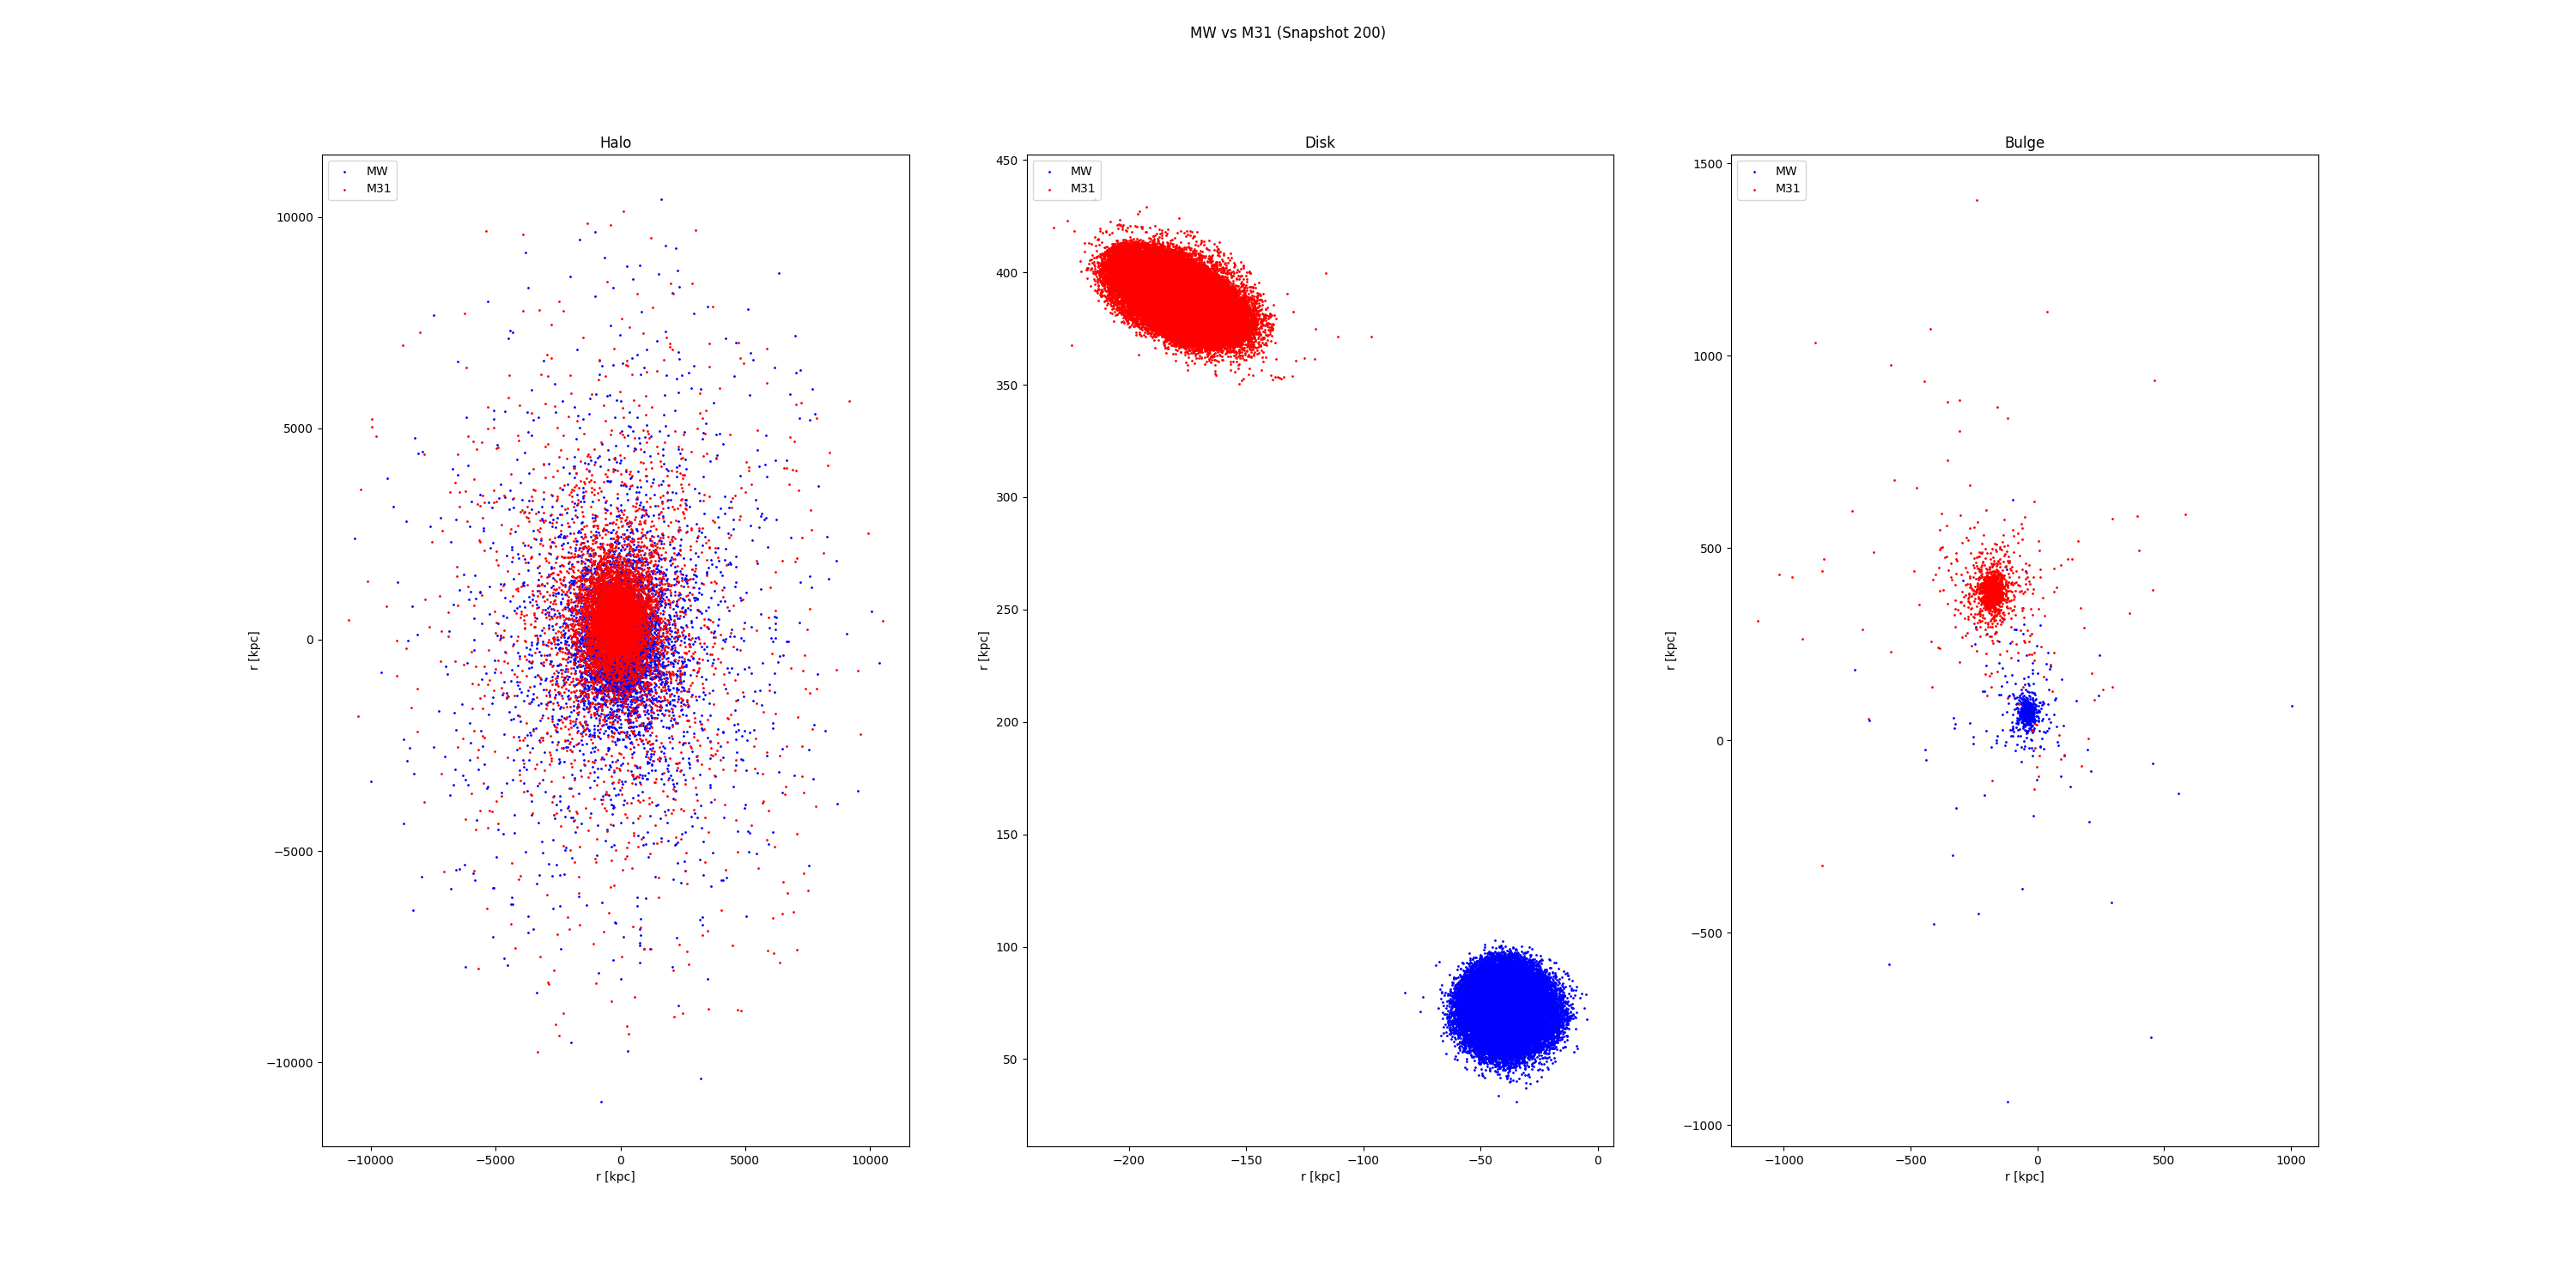 MW vs M31 (Snapshot 200)
Halo
MW
M31
10000
5000
0
−5000
−10000
r [kpc]
−10000 −5000 0 5000 10000
r [kpc]
Disk
MW
M31
450
400
350
300
250
200
150
100
50
r [kpc]
−200 −150 −100 −50 0
r [kpc]
Bulge
MW
M31
1500
1000
500
0
−500
−1000
r [kpc]
−1000 −500 0 500 1000
r [kpc]